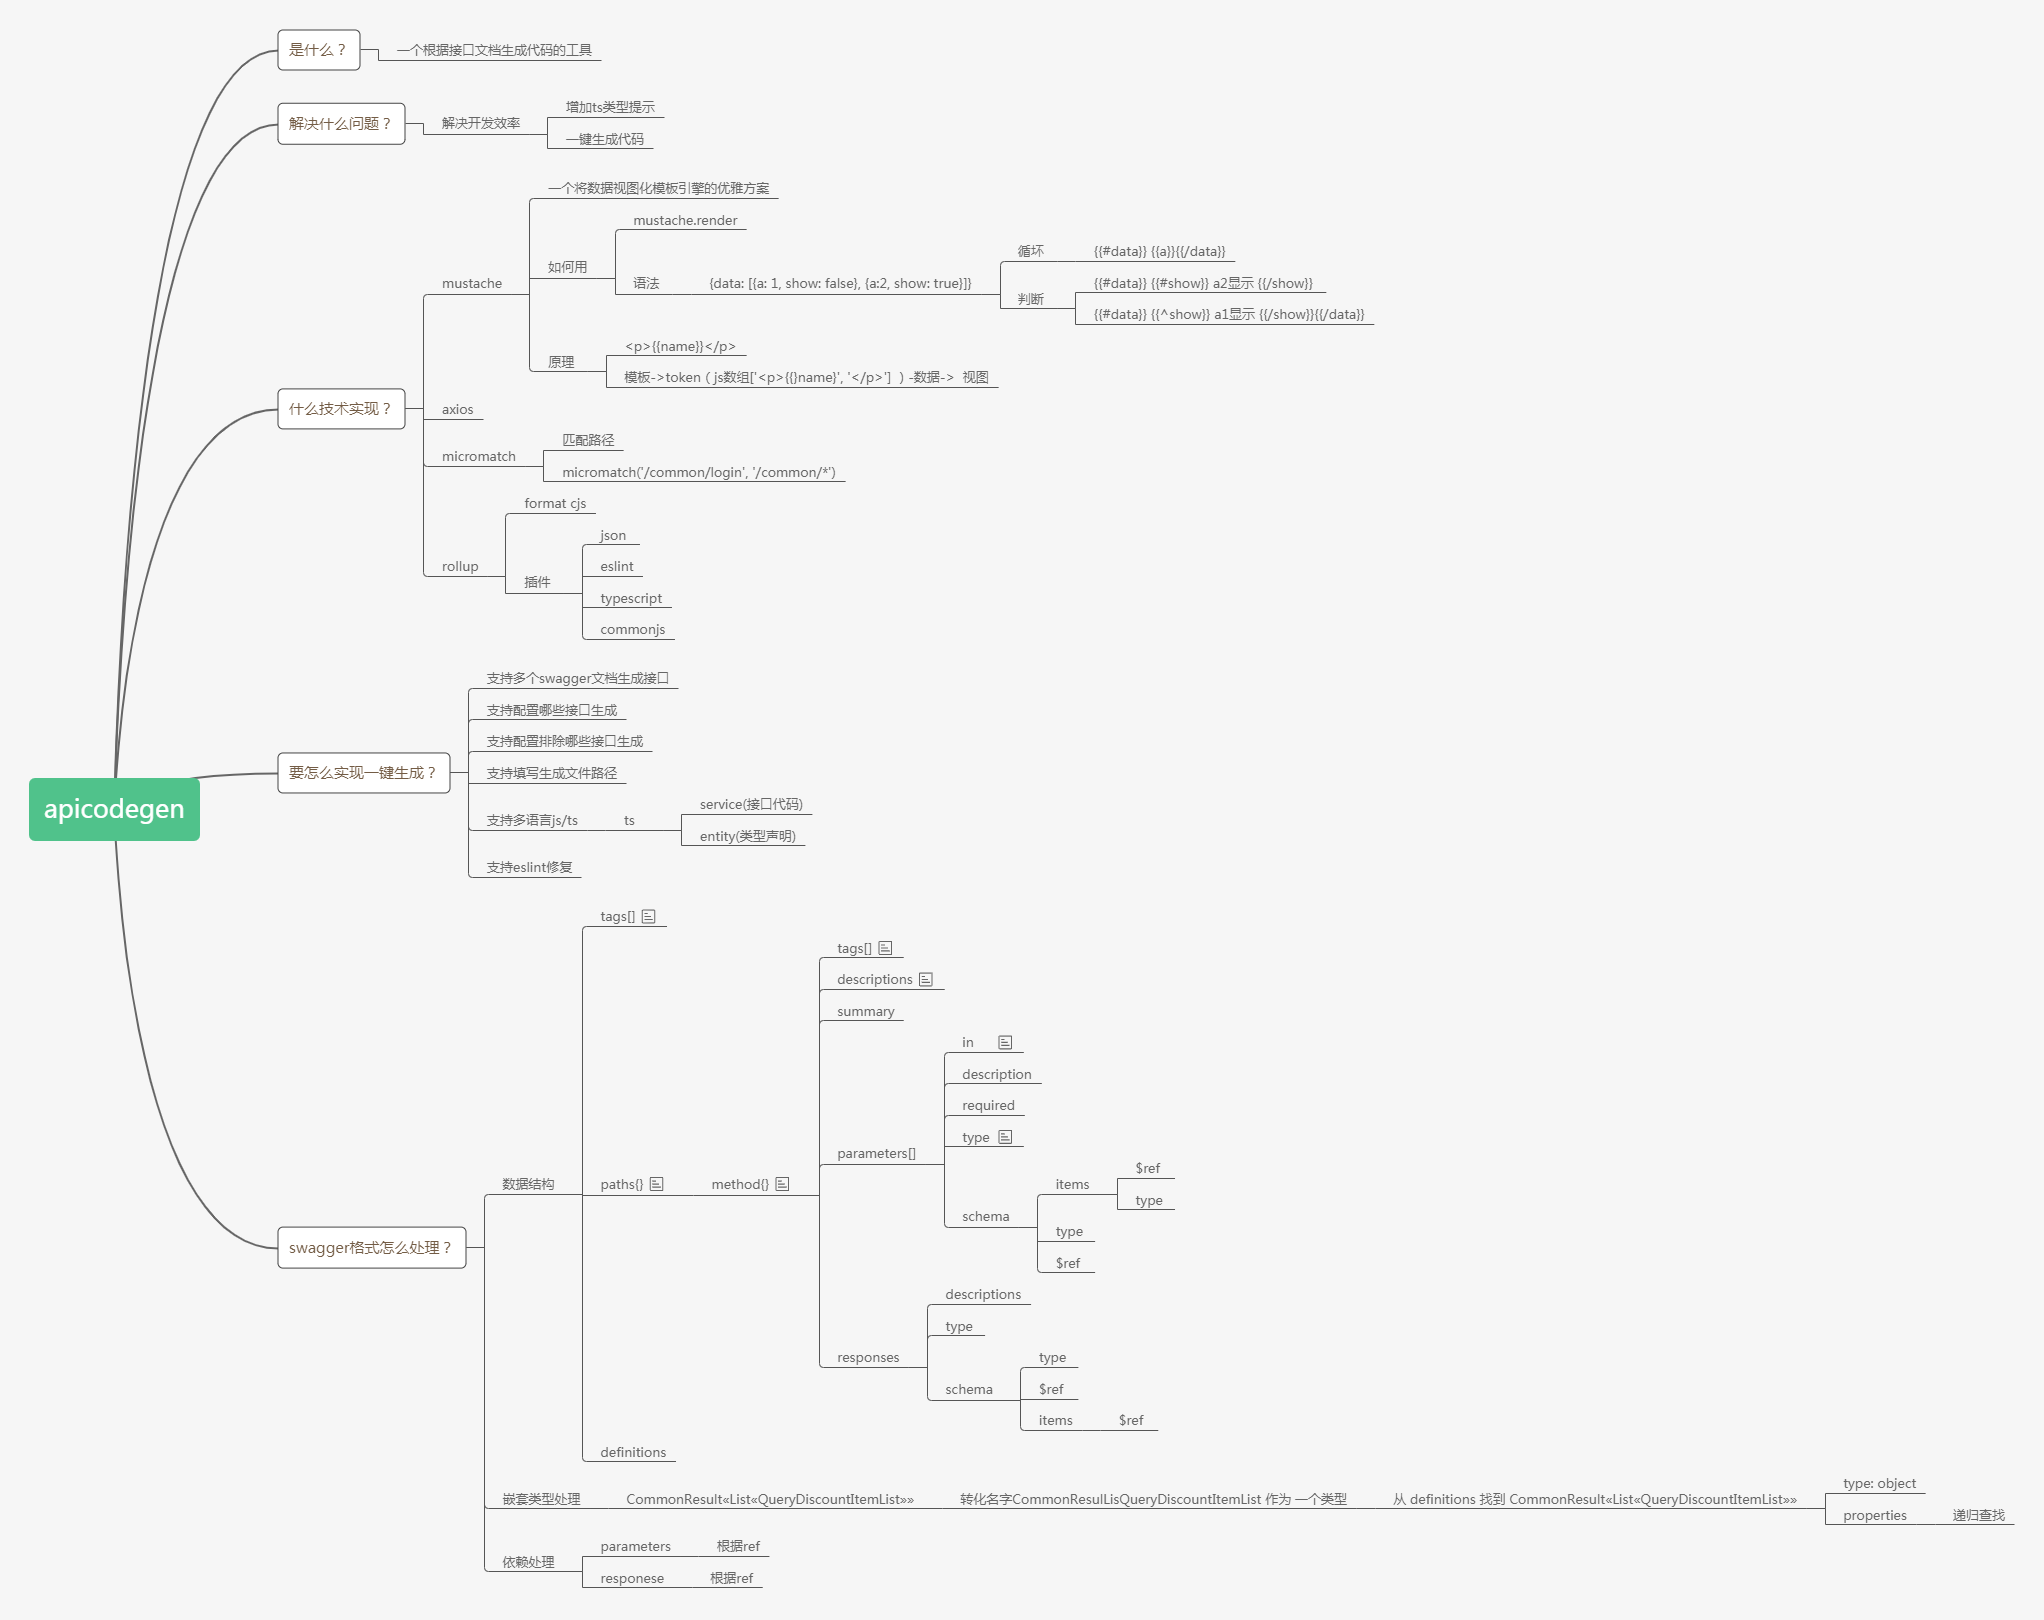 apicodegen
是什么？
一个根据接口文档生成代码的工具
解决什么问题？
解决开发效率
增加ts类型提示
一键生成代码
什么技术实现？
mustache
一个将数据视图化模板引擎的优雅方案
如何用
mustache.render
语法
{data: [{a: 1, show: false}, {a:2, show: true}]}
循坏
{{#data}} {{a}}{{/data}}
判断
{{#data}} {{#show}} a2显示 {{/show}}
{{#data}} {{^show}} a1显示 {{/show}}{{/data}}
原理
<p>{{name}}</p>
模板->token（js数组['<p>{{}name}', '</p>'] ）-数据-> 视图
axios
micromatch
匹配路径
micromatch('/common/login', '/common/*')
rollup
format cjs
插件
json
eslint
typescript
commonjs
要怎么实现一键生成？
支持多个swagger文档生成接口
支持配置哪些接口生成
支持配置排除哪些接口生成
支持填写生成文件路径
支持多语言js/ts
ts
service(接口代码)
entity(类型声明)
支持eslint修复
swagger格式怎么处理？
数据结构
tags[]
paths{}
method{}
tags[]
descriptions
summary
parameters[]
in
description
required
type
schema
items
$ref
type
type
$ref
responses
descriptions
type
schema
type
$ref
items
$ref
definitions
嵌套类型处理
CommonResult«List«QueryDiscountItemList»»
转化名字CommonResulLisQueryDiscountItemList 作为 一个类型
从 definitions 找到 CommonResult«List«QueryDiscountItemList»»
type: object
properties
递归查找
依赖处理
parameters
根据ref
responese
根据ref